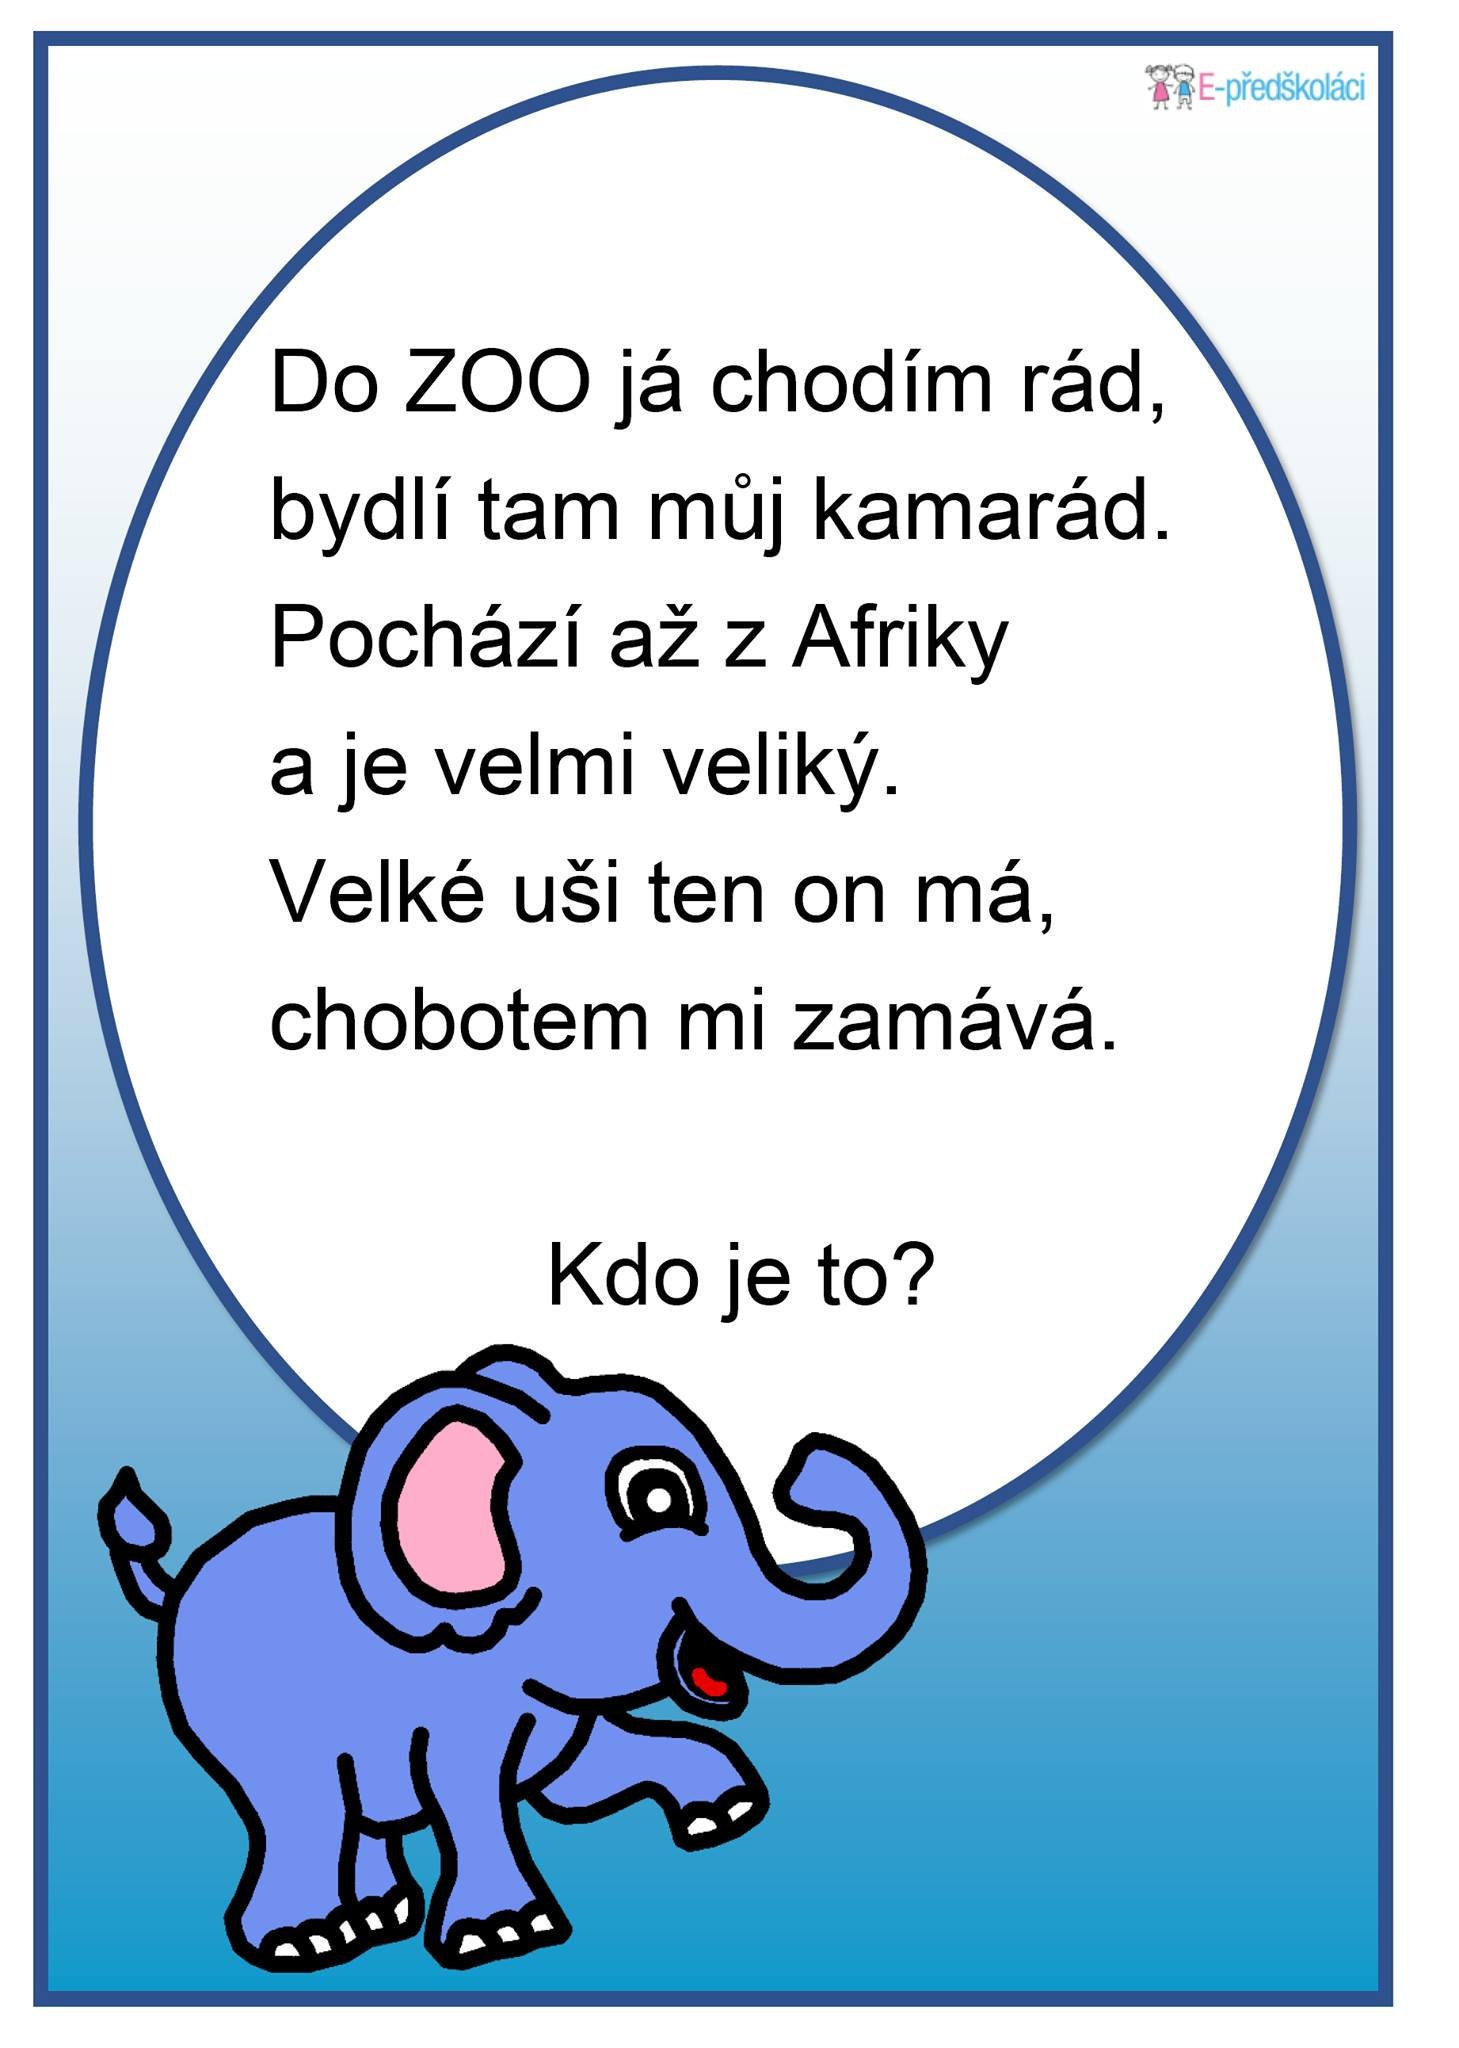 E-předškoláci
Do ZOO já chodím rád,
bydlí tam můj kamarád.
Pochází až z Afriky
a je velmi veliký.
Velké uši ten on má,
chobotem mi zamává.
Kdo je to?